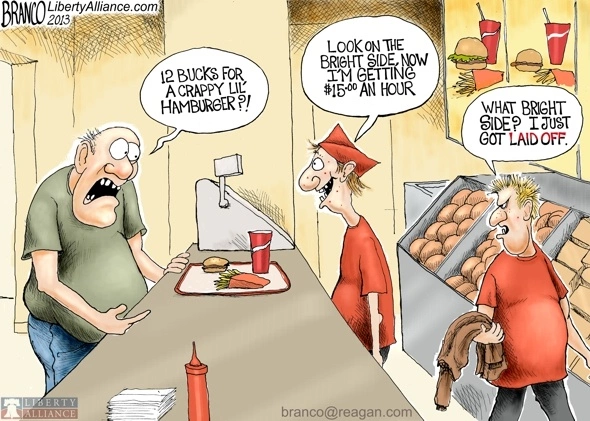 BRANCO LibertyAlliance.com
2013
12 BUCKS FOR
A CRAPPY LIL'
HAMBURGER?!
LOOK ON THE
BRIGHT SIDE, NOW
I'M GETTING
$15.00 AN HOUR
WHAT BRIGHT
SIDE? I JUST
GOT LAID OFF.
LIBERTY
ALLIANCE
branco@reagan.com